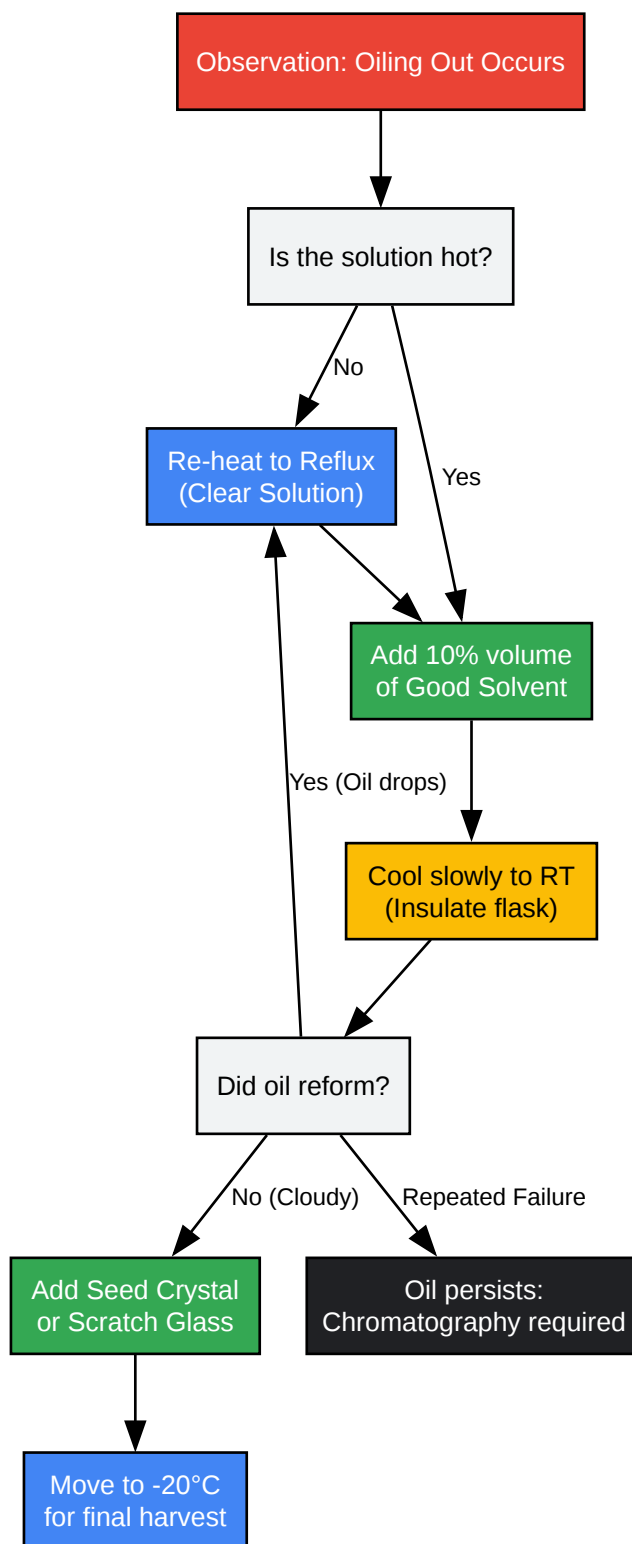 Observation: Oiling Out Occurs
Is the solution hot?
No
Re-heat to Reflux
(Clear Solution)
Yes
Add 10% volume
of Good Solvent
Yes (Oil drops)
Cool slowly to RT
(Insulate flask)
Did oil reform?
No (Cloudy)
Repeated Failure
Add Seed Crystal
or Scratch Glass
Oil persists:
Chromatography required
Move to -20°C
for final harvest